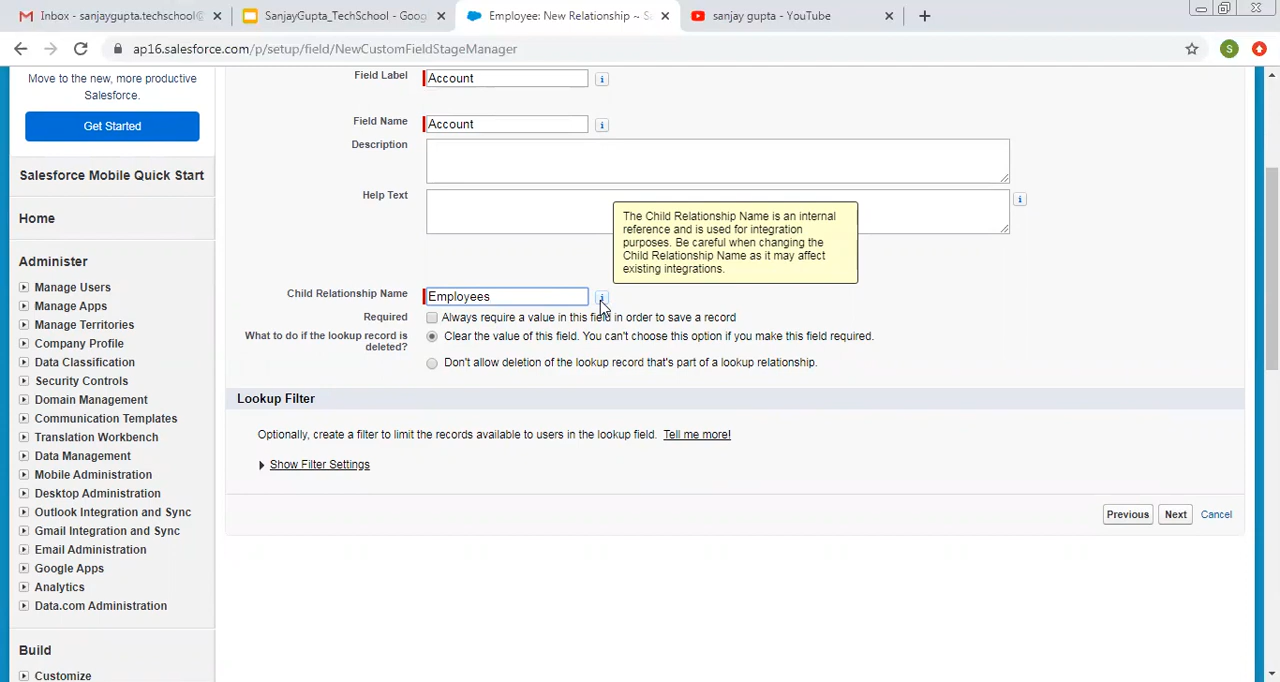 Inbox - sanjaygupta.techschool@
SanjayGupta_TechSchool - Goog
Employee: New Relationship ~ S
sanjay gupta - YouTube
ap16.salesforce.com/p/setup/field/NewCustomFieldStageManager
S
Move to the new, more productive
Salesforce.
Get Started
Salesforce Mobile Quick Start
Home
Administer
Manage Users
Manage Apps
Manage Territories
Company Profile
Data Classification
Security Controls
Domain Management
Communication Templates
Translation Workbench
Data Management
Mobile Administration
Desktop Administration
Outlook Integration and Sync
Gmail Integration and Sync
Email Administration
Google Apps
Analytics
Data.com Administration
Build
Customize
Field Label
Account
i
Field Name
Account
i
Description
Help Text
i
The Child Relationship Name is an internal
reference and is used for integration
purposes. Be careful when changing the
Child Relationship Name as it may affect
existing integrations.
Child Relationship Name
Employees
i
Required
Always require a value in this field in order to save a record
What to do if the lookup record is
deleted?
Clear the value of this field. You can't choose this option if you make this field required.
Don't allow deletion of the lookup record that's part of a lookup relationship.
Lookup Filter
Optionally, create a filter to limit the records available to users in the lookup field. Tell me more!
Show Filter Settings
Previous
Next
Cancel